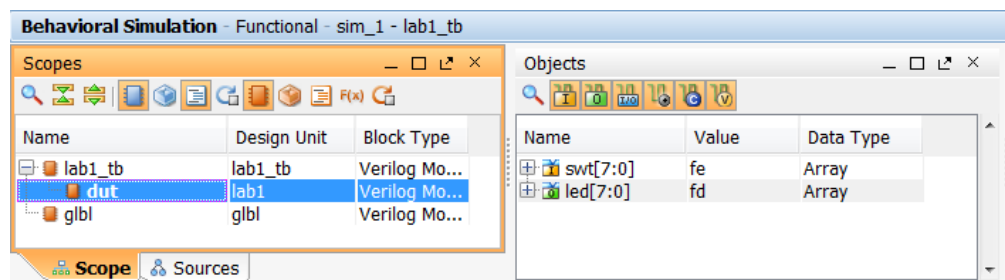 Behavioral Simulation - Functional - sim_1 - lab1_tb
Scopes
F(x)
Name Design Unit Block Type
lab1_tb lab1_tb Verilog Mo...
dut lab1 Verilog Mo...
glbl glbl Verilog Mo...
Scope Sources
Objects
I O I/O C V
Name Value Data Type
swt[7:0] fe Array
led[7:0] fd Array